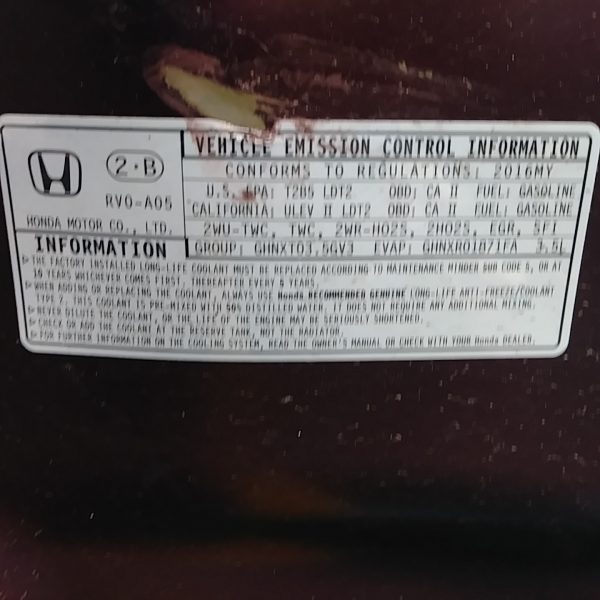 VEHICLE EMISSION CONTROL INFORMATION
2·B
CONFORMS TO REGULATIONS: 2016MY
RVO-A05
U.S. EPA: T2B5 LDT2 OBD: CA II FUEL: GASOLINE
CALIFORNIA: ULEV II LDT2 OBD: CA II FUEL: GASOLINE
HONDA MOTOR CO., LTD.
2WU-TWC, TWC, 2WR-HO2S, 2HO2S, EGR, SFI
GROUP: GHNXT03.5GV3 EVAP: 3.5L
INFORMATION
▷THE FACTORY INSTALLED LONG-LIFE COOLANT MUST BE REPLACED ACCORDING TO MAINTENANCE MINDER SUB CODE 5, OR AT
10 YEARS WHICHEVER COMES FIRST. THEREAFTER EVERY 5 YEARS.
▷WHEN ADDING OR REPLACING THE COOLANT, ALWAYS USE Honda RECOMMENDED GENUINE LONG-LIFE ANTI-FREEZE/COOLANT
TYPE 2. THIS COOLANT IS PRE MIXED WITH 50% DISTILLED WATER. IT DOES NOT NEED ANY ADDITIONAL MIXING.
▷NEVER DILUTE THE COOLANT, OR THE LIFE OF THE ENGINE MAY BE SERIOUSLY SHORTENED.
▷CHECK OR ADD THE COOLANT AT THE RESERVE TANK, NOT THE RADIATOR.
▷FOR FURTHER INFORMATION ON THE COOLING SYSTEM, READ THE OWNER'S MANUAL OR CHECK WITH YOUR Honda DEALER.